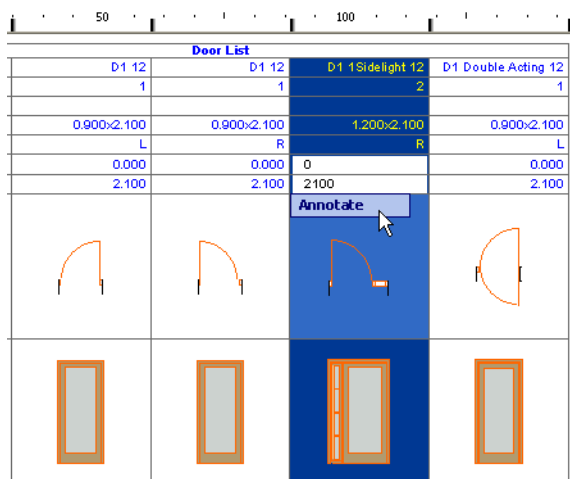 50 100
Door List
D1 12 D1 12 D1 1Sidelight 12 D1 Double Acting 12
1 1 2 1
0.900x2.100 0.900x2.100 1.200x2.100 0.900x2.100
L R R L
0.000 0.000 0 0.000
2.100 2.100 2100 2.100
Annotate